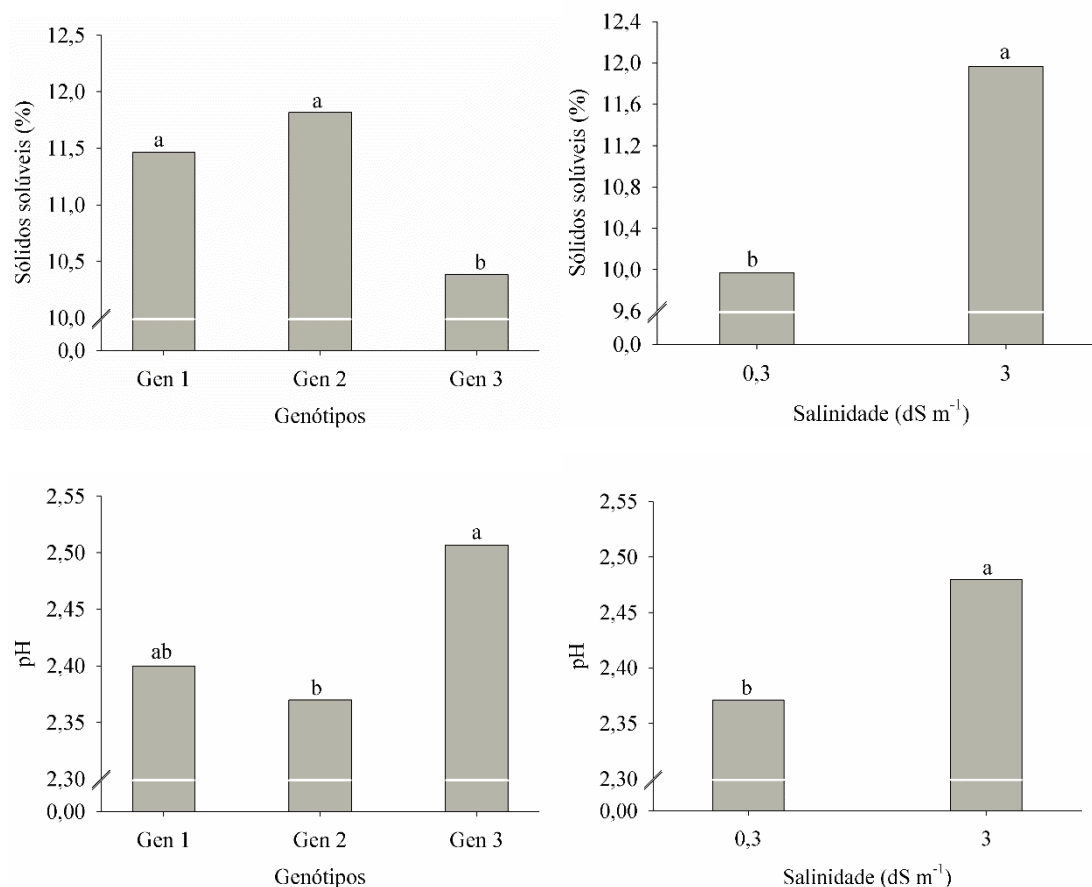 Sólidos solúveis (%)
12,5
12,0
11,5
11,0
10,5
10,0
0,0
a
a
b
Gen 1
Gen 2
Gen 3
Genótipos
Sólidos solúveis (%)
12,4
12,0
11,6
11,2
10,8
10,4
10,0
9,6
0,0
b
a
0,3
3
Salinidade (dS m⁻¹)
pH
2,55
2,50
2,45
2,40
2,35
2,30
0,00
ab
b
a
Gen 1
Gen 2
Gen 3
Genótipos
pH
2,55
2,50
2,45
2,40
2,35
2,30
0,00
b
a
0,3
3
Salinidade (dS m⁻¹)